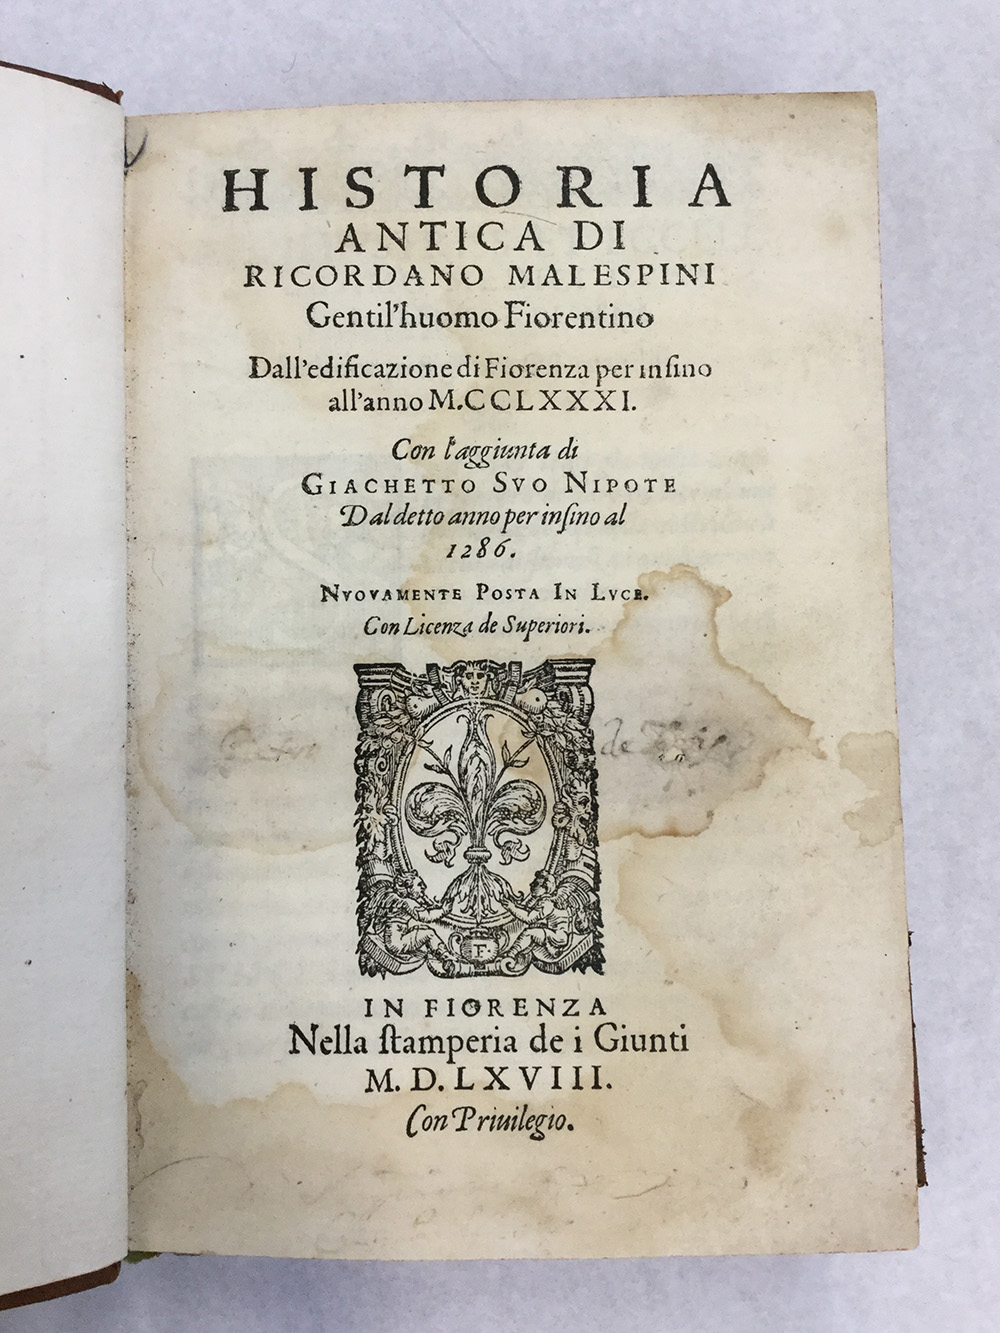 HISTORIA
ANTICA DI
RICORDANO MALESPINI
Gentil'huomo Fiorentino
Dall'edificazione di Fiorenza per inſino
all'anno M.CCLXXXI.
Con l'aggiunta di
GIACHETTO SVO NIPOTE
Dal detto anno per inſino al
1286.
NVOVAMENTE POSTA IN LVCE.
Con Licenza de Superiori.
de
F.
IN FIORENZA
Nella ſtamperia de i Giunti
M. D. LXVIII.
Con Priuilegio.